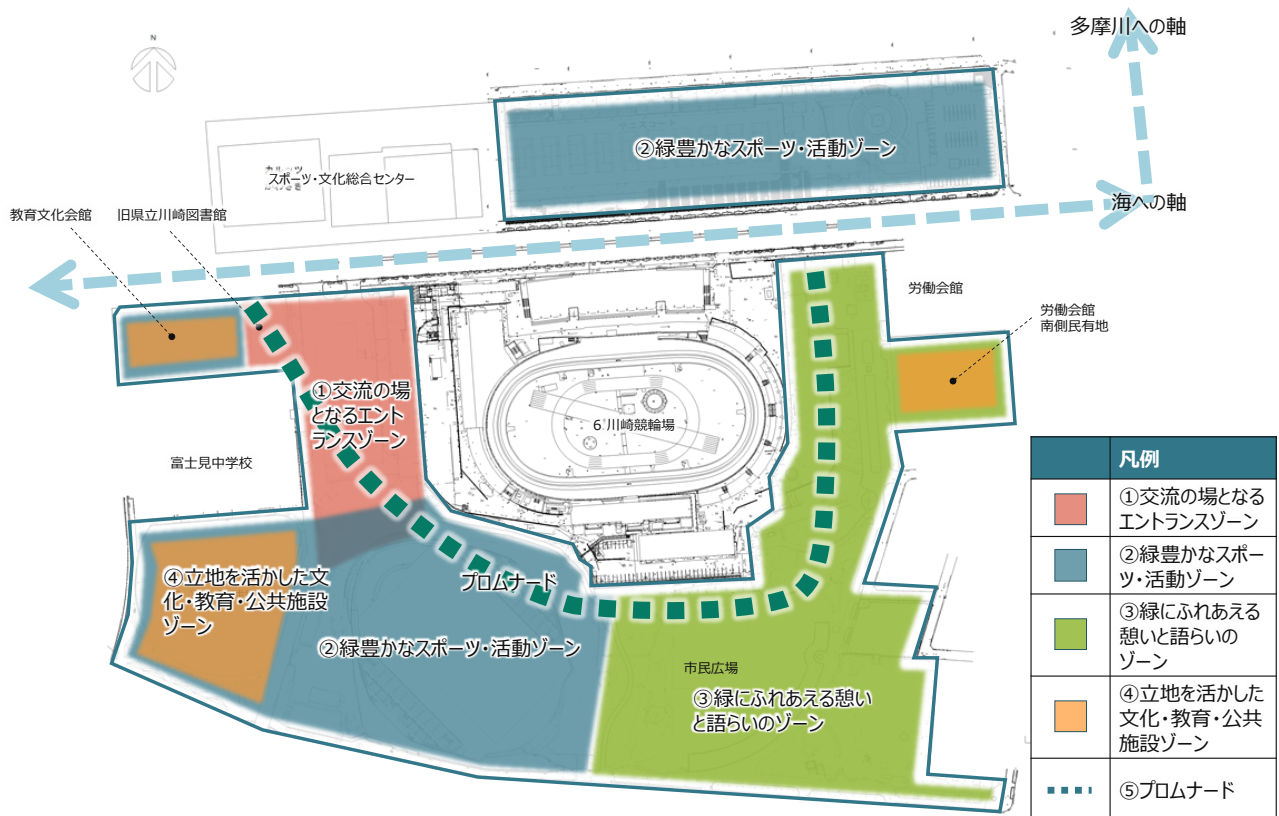 N
多摩川への軸
②緑豊かなスポーツ・活動ゾーン
スポーツ・文化総合センター
海への軸
教育文化会館
旧県立川崎図書館
労働会館
労働会館
南側民有地
①交流の場
となるエント
ランスゾーン
6 川崎競輪場
富士見中学校
④立地を活かした文
化・教育・公共施設
ゾーン
プロムナード
②緑豊かなスポーツ・活動ゾーン
市民広場
③緑にふれあえる憩い
と語らいのゾーン
凡例
①交流の場となる
エントランスゾーン
②緑豊かなスポー
ツ・活動ゾーン
③緑にふれあえる
憩いと語らいの
ゾーン
④立地を活かした
文化・教育・公共
施設ゾーン
⑤プロムナード